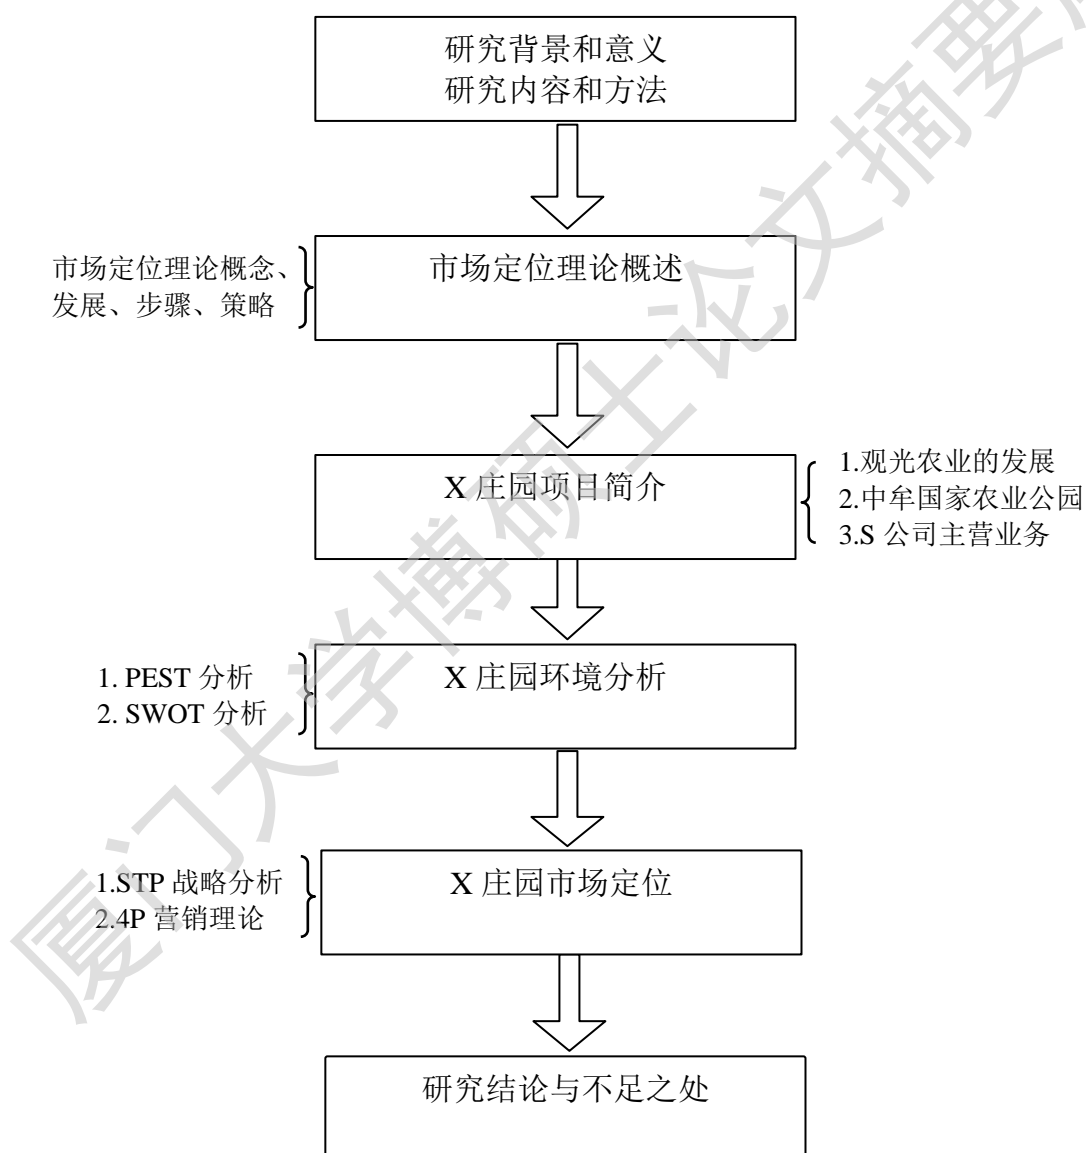 研究背景和意义
研究内容和方法
市场定位理论概念、
发展、步骤、策略
市场定位理论概述
X 庄园项目简介
1.观光农业的发展
2.中牟国家农业公园
3.S 公司主营业务
1. PEST 分析
2. SWOT 分析
X 庄园环境分析
1.STP 战略分析
2.4P 营销理论
X 庄园市场定位
研究结论与不足之处
厦门大学博硕士论文摘要